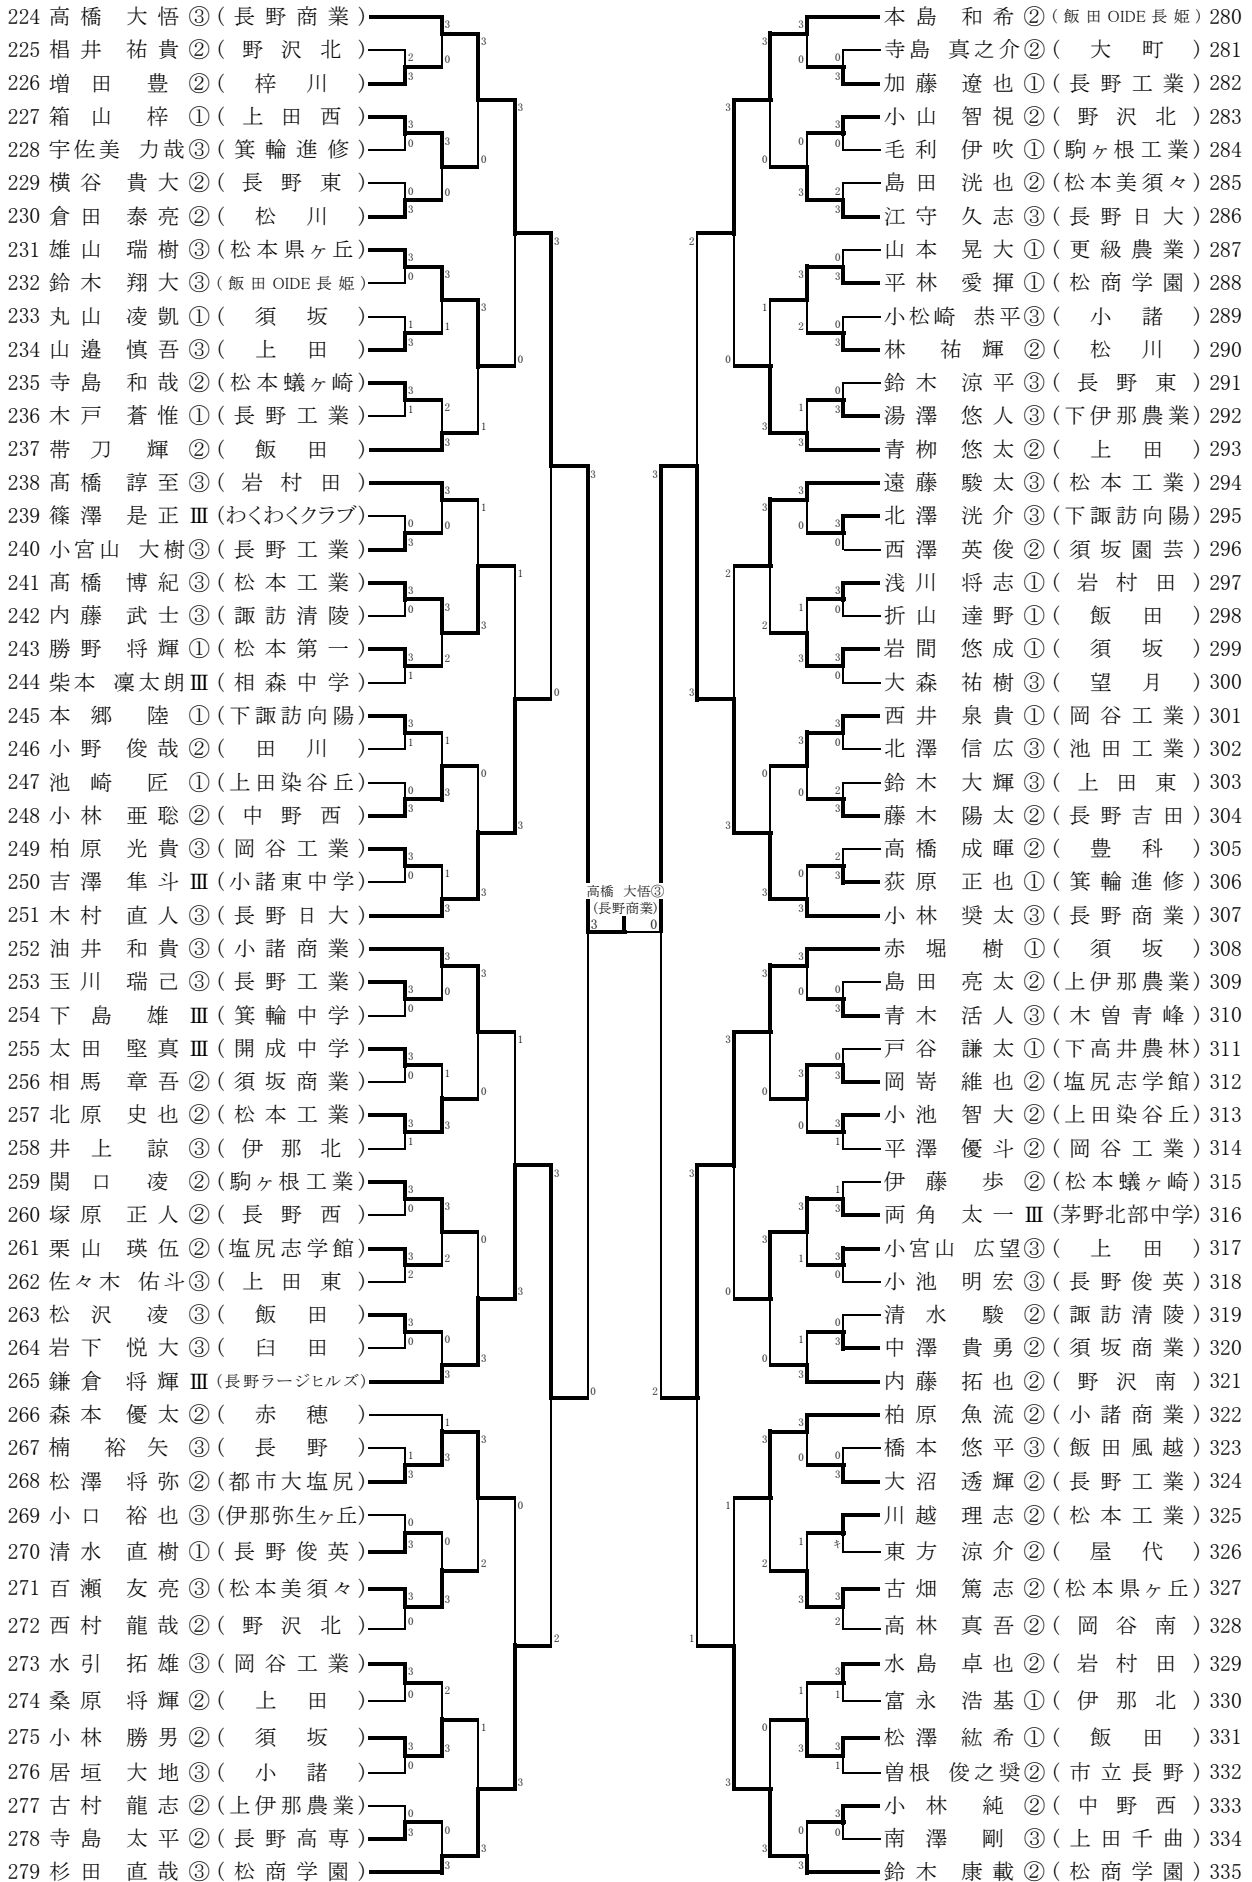 224 高橋 大悟 ③ (長野商業)
225 椙井 祐貴 ② (野沢北)
226 増田 豊 ② (梓川)
227 箱山 梓 ① (上田西)
228 宇佐美 力哉 ③ (箕輪進修)
229 横谷 貴大 ② (長野東)
230 倉田 泰亮 ② (松川)
231 雄山 瑞樹 ③ (松本県ヶ丘)
232 鈴木 翔大 ③ (飯田OIDE長姫)
233 丸山 凌凱 ① (須坂)
234 山邉 慎吾 ③ (上田)
235 寺島 和哉 ② (松本蟻ヶ崎)
236 木戸 蒼惟 ① (長野工業)
237 帯刀 輝 ② (飯田)
238 髙橋 諄至 ③ (岩村田)
239 篠澤 是正 Ⅲ (わくわくクラブ)
240 小宮山 大樹 ③ (長野工業)
241 髙橋 博紀 ③ (松本工業)
242 内藤 武士 ③ (諏訪清陵)
243 勝野 将輝 ① (松本第一)
244 柴本 凜太朗 Ⅲ (相森中学)
245 本郷 陸 ① (下諏訪向陽)
246 小野 俊哉 ② (田川)
247 池崎 匠 ① (上田染谷丘)
248 小林 亜聡 ② (中野西)
249 柏原 光貴 ③ (岡谷工業)
250 吉澤 隼斗 Ⅲ (小諸東中学)
251 木村 直人 ③ (長野日大)
252 油井 和貴 ③ (小諸商業)
253 玉川 瑞己 ③ (長野工業)
254 下島 雄 Ⅲ (箕輪中学)
255 太田 堅真 Ⅲ (開成中学)
256 相馬 章吾 ② (須坂商業)
257 北原 史也 ② (松本工業)
258 井上 諒 ③ (伊那北)
259 関口 凌 ② (駒ヶ根工業)
260 塚原 正人 ② (長野西)
261 栗山 瑛伍 ② (塩尻志学館)
262 佐々木 佑斗 ③ (上田東)
263 松沢 凌 ③ (飯田)
264 岩下 悦大 ③ (臼田)
265 鎌倉 将輝 Ⅲ (長野ラージヒルズ)
266 森本 優太 ② (赤穂)
267 楠 裕矢 ③ (長野)
268 松澤 将弥 ② (都市大塩尻)
269 小口 裕也 ③ (伊那弥生ヶ丘)
270 清水 直樹 ① (長野俊英)
271 百瀬 友亮 ③ (松本美須々)
272 西村 龍哉 ② (野沢北)
273 水引 拓雄 ③ (岡谷工業)
274 桑原 将輝 ② (上田)
275 小林 勝男 ② (須坂)
276 居垣 大地 ③ (小諸)
277 古村 龍志 ② (上伊那農業)
278 寺島 太平 ② (長野高専)
279 杉田 直哉 ③ (松商学園)
高橋 大悟③
(長野商業)
3 0
本島 和希 ② (飯田OIDE長姫) 280
寺島 真之介 ② (大町) 281
加藤 遼也 ① (長野工業) 282
小山 智視 ② (野沢北) 283
毛利 伊吹 ① (駒ヶ根工業) 284
島田 洸也 ② (松本美須々) 285
江守 久志 ③ (長野日大) 286
山本 晃大 ① (更級農業) 287
平林 愛揮 ① (松商学園) 288
小松崎 恭平 ③ (小諸) 289
林 祐輝 ② (松川) 290
鈴木 涼平 ③ (長野東) 291
湯澤 悠人 ③ (下伊那農業) 292
青栁 悠太 ② (上田) 293
遠藤 駿太 ③ (松本工業) 294
北澤 洸介 ③ (下諏訪向陽) 295
西澤 英俊 ② (須坂園芸) 296
浅川 将志 ① (岩村田) 297
折山 達野 ① (飯田) 298
岩間 悠成 ① (須坂) 299
大森 祐樹 ③ (望月) 300
西井 泉貴 ① (岡谷工業) 301
北澤 信広 ③ (池田工業) 302
鈴木 大輝 ③ (上田東) 303
藤木 陽太 ② (長野吉田) 304
高橋 成暉 ② (豊科) 305
荻原 正也 ① (箕輪進修) 306
小林 奨太 ③ (長野商業) 307
赤堀 樹 ① (須坂) 308
島田 亮太 ② (上伊那農業) 309
青木 活人 ③ (木曽青峰) 310
戸谷 謙太 ① (下高井農林) 311
岡嵜 維也 ② (塩尻志学館) 312
小池 智大 ② (上田染谷丘) 313
平澤 優斗 ② (岡谷工業) 314
伊藤 歩 ② (松本蟻ヶ崎) 315
両角 太一 Ⅲ (茅野北部中学) 316
小宮山 広望 ③ (上田) 317
小池 明宏 ③ (長野俊英) 318
清水 駿 ② (諏訪清陵) 319
中澤 貴勇 ② (須坂商業) 320
内藤 拓也 ② (野沢南) 321
柏原 魚流 ② (小諸商業) 322
橋本 悠平 ③ (飯田風越) 323
大沼 透輝 ② (長野工業) 324
川越 理志 ② (松本工業) 325
東方 涼介 ② (屋代) 326
古畑 篤志 ② (松本県ヶ丘) 327
高林 真吾 ② (岡谷南) 328
水島 卓也 ② (岩村田) 329
富永 浩基 ① (伊那北) 330
松澤 紘希 ① (飯田) 331
曽根 俊之奨 ② (市立長野) 332
小林 純 ② (中野西) 333
南澤 剛 ③ (上田千曲) 334
鈴木 康載 ② (松商学園) 335